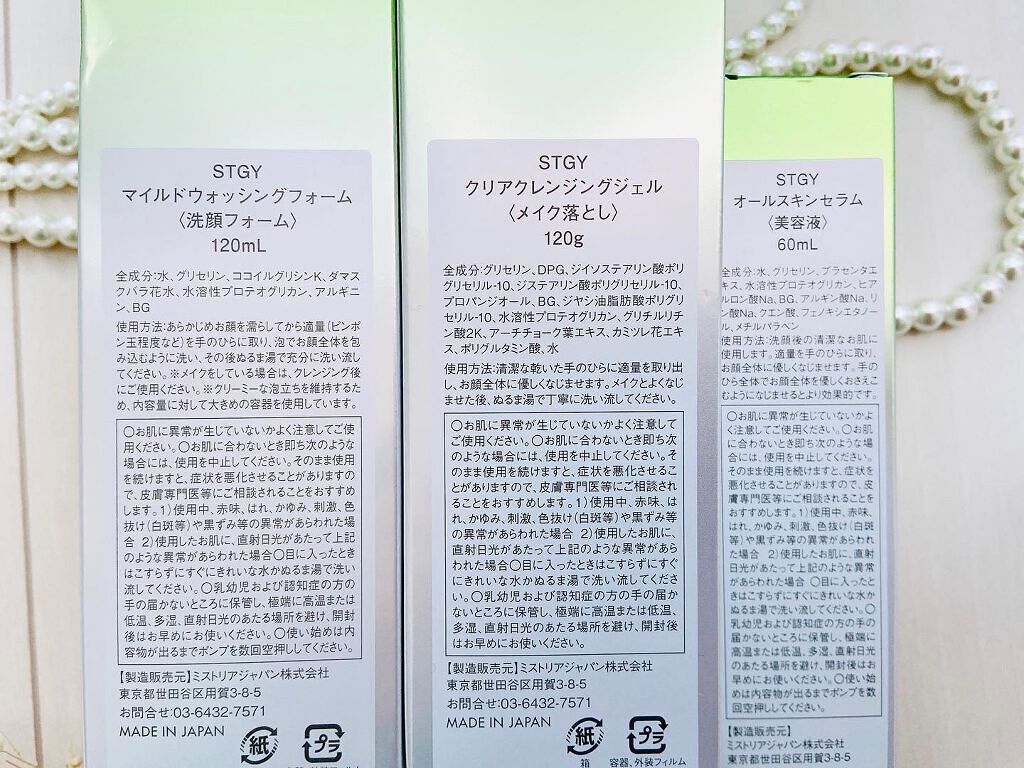 STGY
マイルドウォッシングフォーム
〈洗顔フォーム〉
120mL
全成分:水、グリセリン、ココイルグリシンK、ダマス
クバラ花水、水溶性プロテオグリカン、アルギニ
ン、BG
使用方法:あらかじめお顔を濡らしてから適量(ピンポ
ン玉程度など)を手のひらに取り、泡でお顔全体を包
み込むように洗い、その後ぬるま湯で充分に洗い流し
てください。※メイクをしている場合は、クレンジング後
にご使用ください。※クリーミーな泡立ちを維持するた
め、内容量に対して大きめの容器を使用しています。
〇お肌に異常が生じていないかよく注意してご使
用ください。〇お肌に合わないとき即ち次のような
場合には、使用を中止してください。そのまま使用
を続けますと、症状を悪化させることがありますの
で、皮膚専門医等にご相談されることをおすすめ
します。1)使用中、赤味、はれ、かゆみ、刺激、色
抜け(白斑等)や黒ずみ等の異常があらわれた場
合 2)使用したお肌に、直射日光があたって上記
のような異常があらわれた場合〇目に入ったとき
はこすらずにすぐにきれいな水かぬるま湯で洗い
流してください。〇乳幼児および認知症の方の
手の届かないところに保管し、極端に高温または
低温、多湿、直射日光のあたる場所を避け、開封
後はお早めにお使いください。〇使い始めは内
容物が出るまでポンプを数回空押ししてください。
【製造販売元】ミストリアジャパン株式会社
東京都世田谷区用賀3-8-5
お問合せ:03-6432-7571
MADE IN JAPAN
紙
プラ
STGY
クリアクレンジングジェル
〈メイク落とし〉
120g
全成分:グリセリン、DPG、ジイソステアリン酸ポリ
グリセリル-10、ジステアリン酸ポリグリセリル-10、
プロパンジオール、BG、ジヤシ油脂肪酸ポリグリ
セリル-10、水溶性プロテオグリカン、グリチルリチ
ン酸2K、アーチチョーク葉エキス、カミツレ花エキ
ス、ポリグルタミン酸、水
使用方法:清潔な乾いた手のひらに適量を取り出
し、お顔全体に優しくなじませます。メイクとよくなじ
ませた後、ぬるま湯で丁寧に洗い流してください。
〇お肌に異常が生じていないかよく注意して
ご使用ください。〇お肌に合わないとき即ち次
のような場合には、使用を中止してください。そ
のまま使用を続けますと、症状を悪化させるこ
とがありますので、皮膚専門医等にご相談され
ることをおすすめします。1)使用中、赤味、は
れ、かゆみ、刺激、色抜け(白斑等)や黒ずみ等
の異常があらわれた場合 2)使用したお肌に、
直射日光があたって上記のような異常があら
われた場合〇目に入ったときはこすらずにすぐ
にきれいな水かぬるま湯で洗い流してくださ
い。〇乳幼児および認知症の方の手の届か
ないところに保管し、極端に高温または低温、
多湿、直射日光のあたる場所を避け、開封後
はお早めにお使いください。
【製造販売元】ミストリアジャパン株式会社
東京都世田谷区用賀3-8-5
お問合せ:03-6432-7571
MADE IN JAPAN
紙
プラ
箱
容器、外装フィルム
STGY
オールスキンセラム
〈美容液〉
60mL
全成分:水、グリセリン、プラセンタエ
キス、水溶性プロテオグリカン、ヒア
ルロン酸Na、BG、アルギン酸Na、リ
ン酸Na、クエン酸、フェノキシエタノー
ル、メチルパラベン
使用方法:洗顔後の清潔なお肌に
使用します。適量を手のひらに取り、
お顔全体に優しくなじませます。手の
ひら全体でお顔全体を優しくおさえこ
むようになじませるとより効果的です。
〇お肌に異常が生じていないかよ
く注意してご使用ください。〇お肌
に合わないとき即ち次のような場
合には、使用を中止してください。
そのまま使用を続けますと、症状を
悪化させることがありますので、皮
膚専門医等にご相談されることを
おすすめします。1)使用中、赤味、
はれ、かゆみ、刺激、色抜け(白斑
等)や黒ずみ等の異常があらわれ
た場合 2)使用したお肌に、直射
日光があたって上記のような異常
があらわれた場合 〇目に入ったと
きはこすらずにすぐにきれいな水か
ぬるま湯で洗い流してください。〇
乳幼児および認知症の方の手の
届かないところに保管し、極端に
高温または低温、多湿、直射日光
のあたる場所を避け、開封後はお
早めにお使いください。〇使い始
めは内容物が出るまでポンプを数
回空押ししてください。
【製造販売元】
ミストリアジャパン株式会社
東京都世田谷区用賀3-8-5